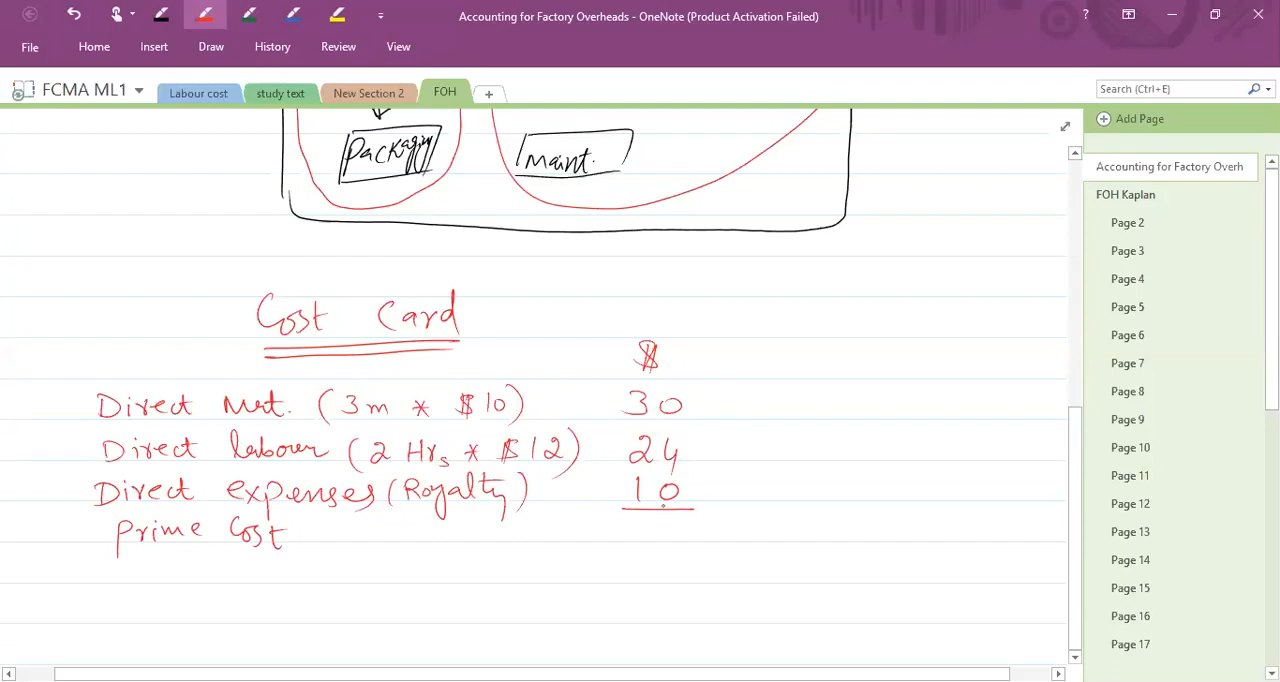 Accounting for Factory Overheads - OneNote (Product Activation Failed)
?
File Home Insert Draw History Review View
FCMA ML1 Labour cost study text New Section 2 FOH +
Search (Ctrl+E)
Add Page
Accounting for Factory Overh
FOH Kaplan
Page 2
Page 3
Page 4
Page 5
Page 6
Page 7
Page 8
Page 9
Page 10
Page 11
Page 12
Page 13
Page 14
Page 15
Page 16
Page 17
Packaging Maint.
Cost Card
$
Direct Mrt. (3m * $10) 30
Direct labour (2 Hrs * $12) 24
Direct expenses (Royalty) 10
Prime Cost